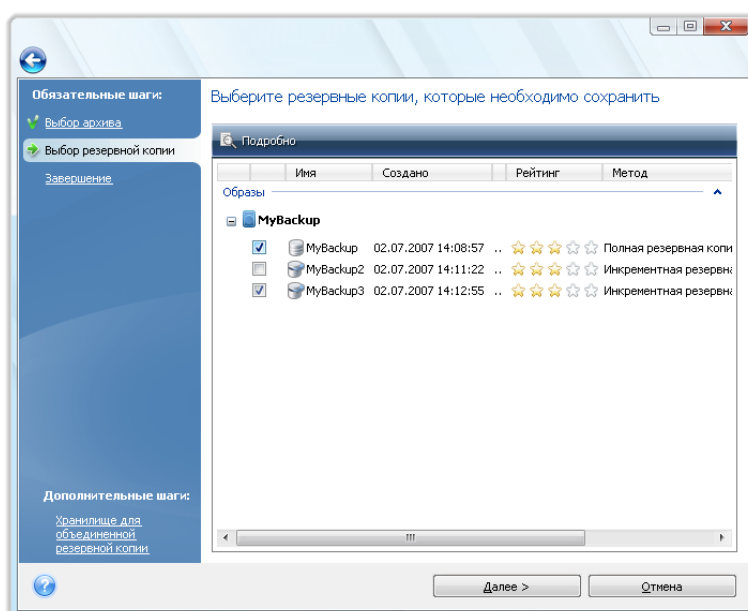 Обязательные шаги:
Выбор архива
Выбор резервной копии
Завершение
Дополнительные шаги:
Хранилище для
объединенной
резервной копии
Выберите резервные копии, которые необходимо сохранить
Подробно
Имя Создано Рейтинг Метод
Образы
MyBackup
MyBackup 02.07.2007 14:08:57 .. Полная резервная копи
MyBackup2 02.07.2007 14:11:22 .. Инкрементная резервна
MyBackup3 02.07.2007 14:12:55 .. Инкрементная резервна
Далее >
Отмена